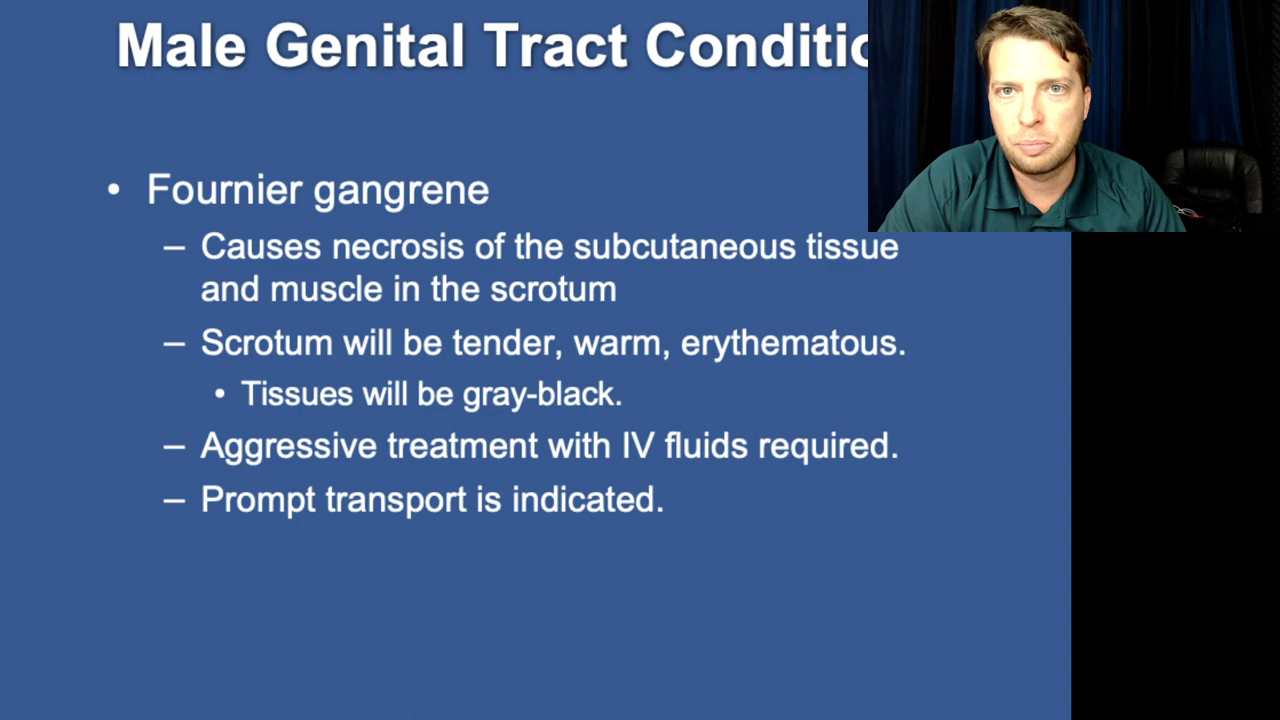 Male Genital Tract
• Fournier gangrene
– Causes necrosis of the subcutaneous tissue
and muscle in the scrotum
– Scrotum will be tender, warm, erythematous.
• Tissues will be gray-black.
– Aggressive treatment with IV fluids required.
– Prompt transport is indicated.